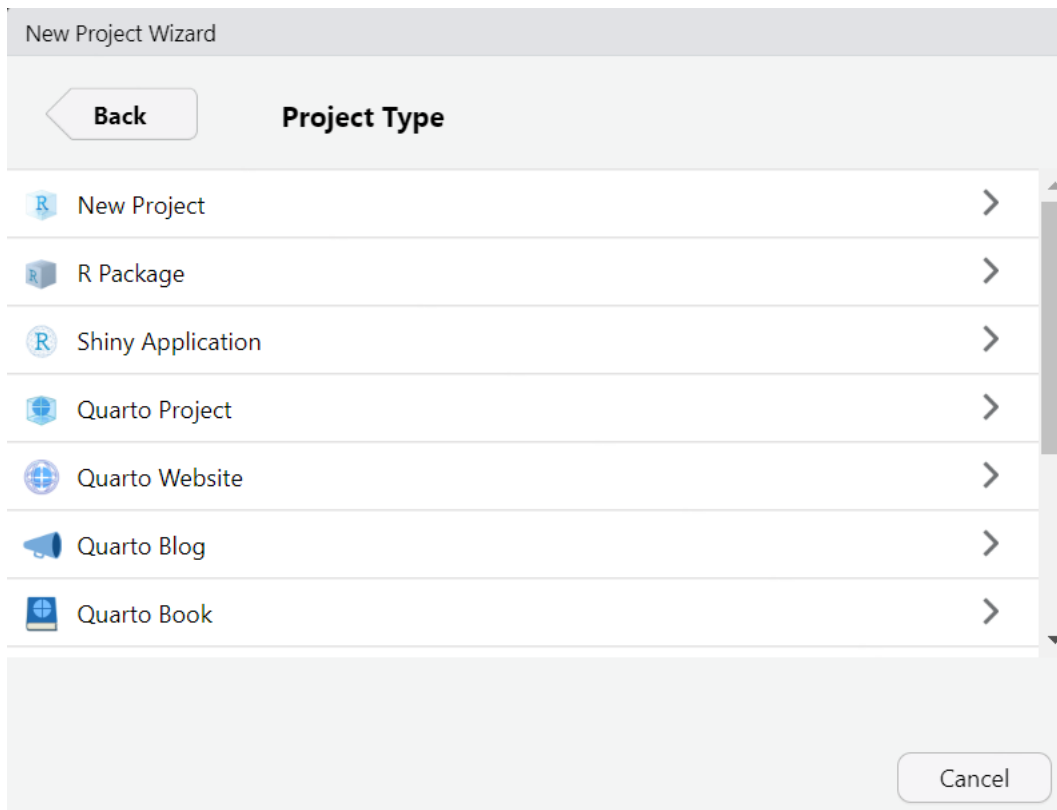 New Project Wizard
Back
Project Type
R New Project
R R Package
R Shiny Application
Quarto Project
Quarto Website
Quarto Blog
Quarto Book
Cancel